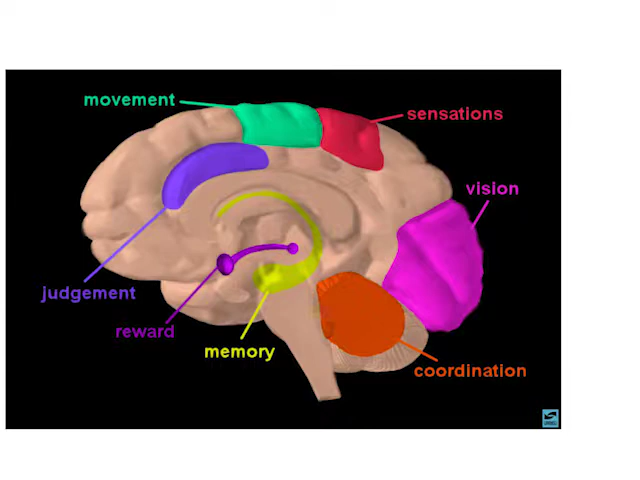 movement
sensations
vision
judgement
reward
memory
coordination